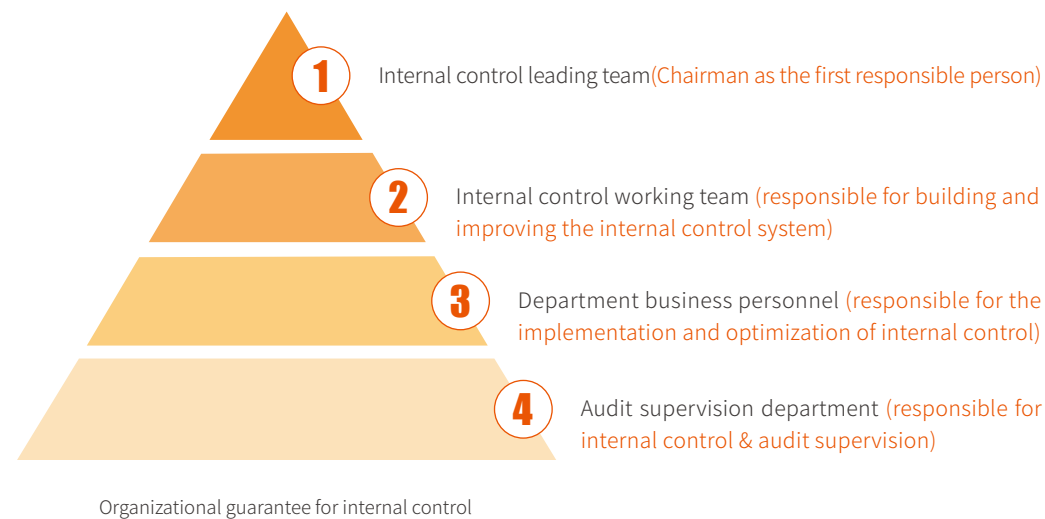 1
Internal control leading team(Chairman as the first responsible person)
2
Internal control working team (responsible for building and
improving the internal control system)
3
Department business personnel (responsible for the
implementation and optimization of internal control)
4
Audit supervision department (responsible for
internal control & audit supervision)
Organizational guarantee for internal control